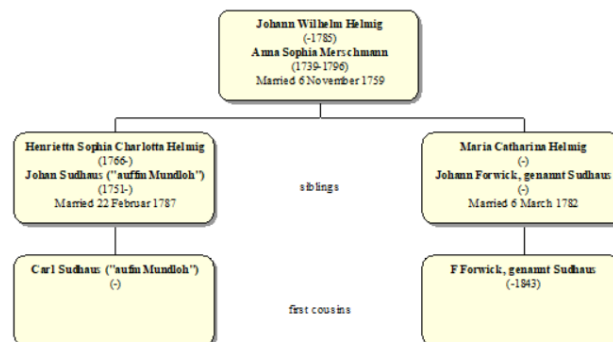 Johann Wilhelm Helmig
(-1785)
Anna Sophia Merschmann
(1739-1796)
Married 6 November 1759
Henrietta Sophia Charlotta Helmig
(1766-)
Johan Sudhaus ("auffm Mundloh")
(1751-)
Married 22 Februar 1787
siblings
Maria Catharina Helmig
(-)
Johann Forwick, genannt Sudhaus
(-)
Married 6 March 1782
Carl Sudhaus ("aufm Mundloh")
(-)
first cousins
F Forwick, genannt Sudhaus
(-1843)